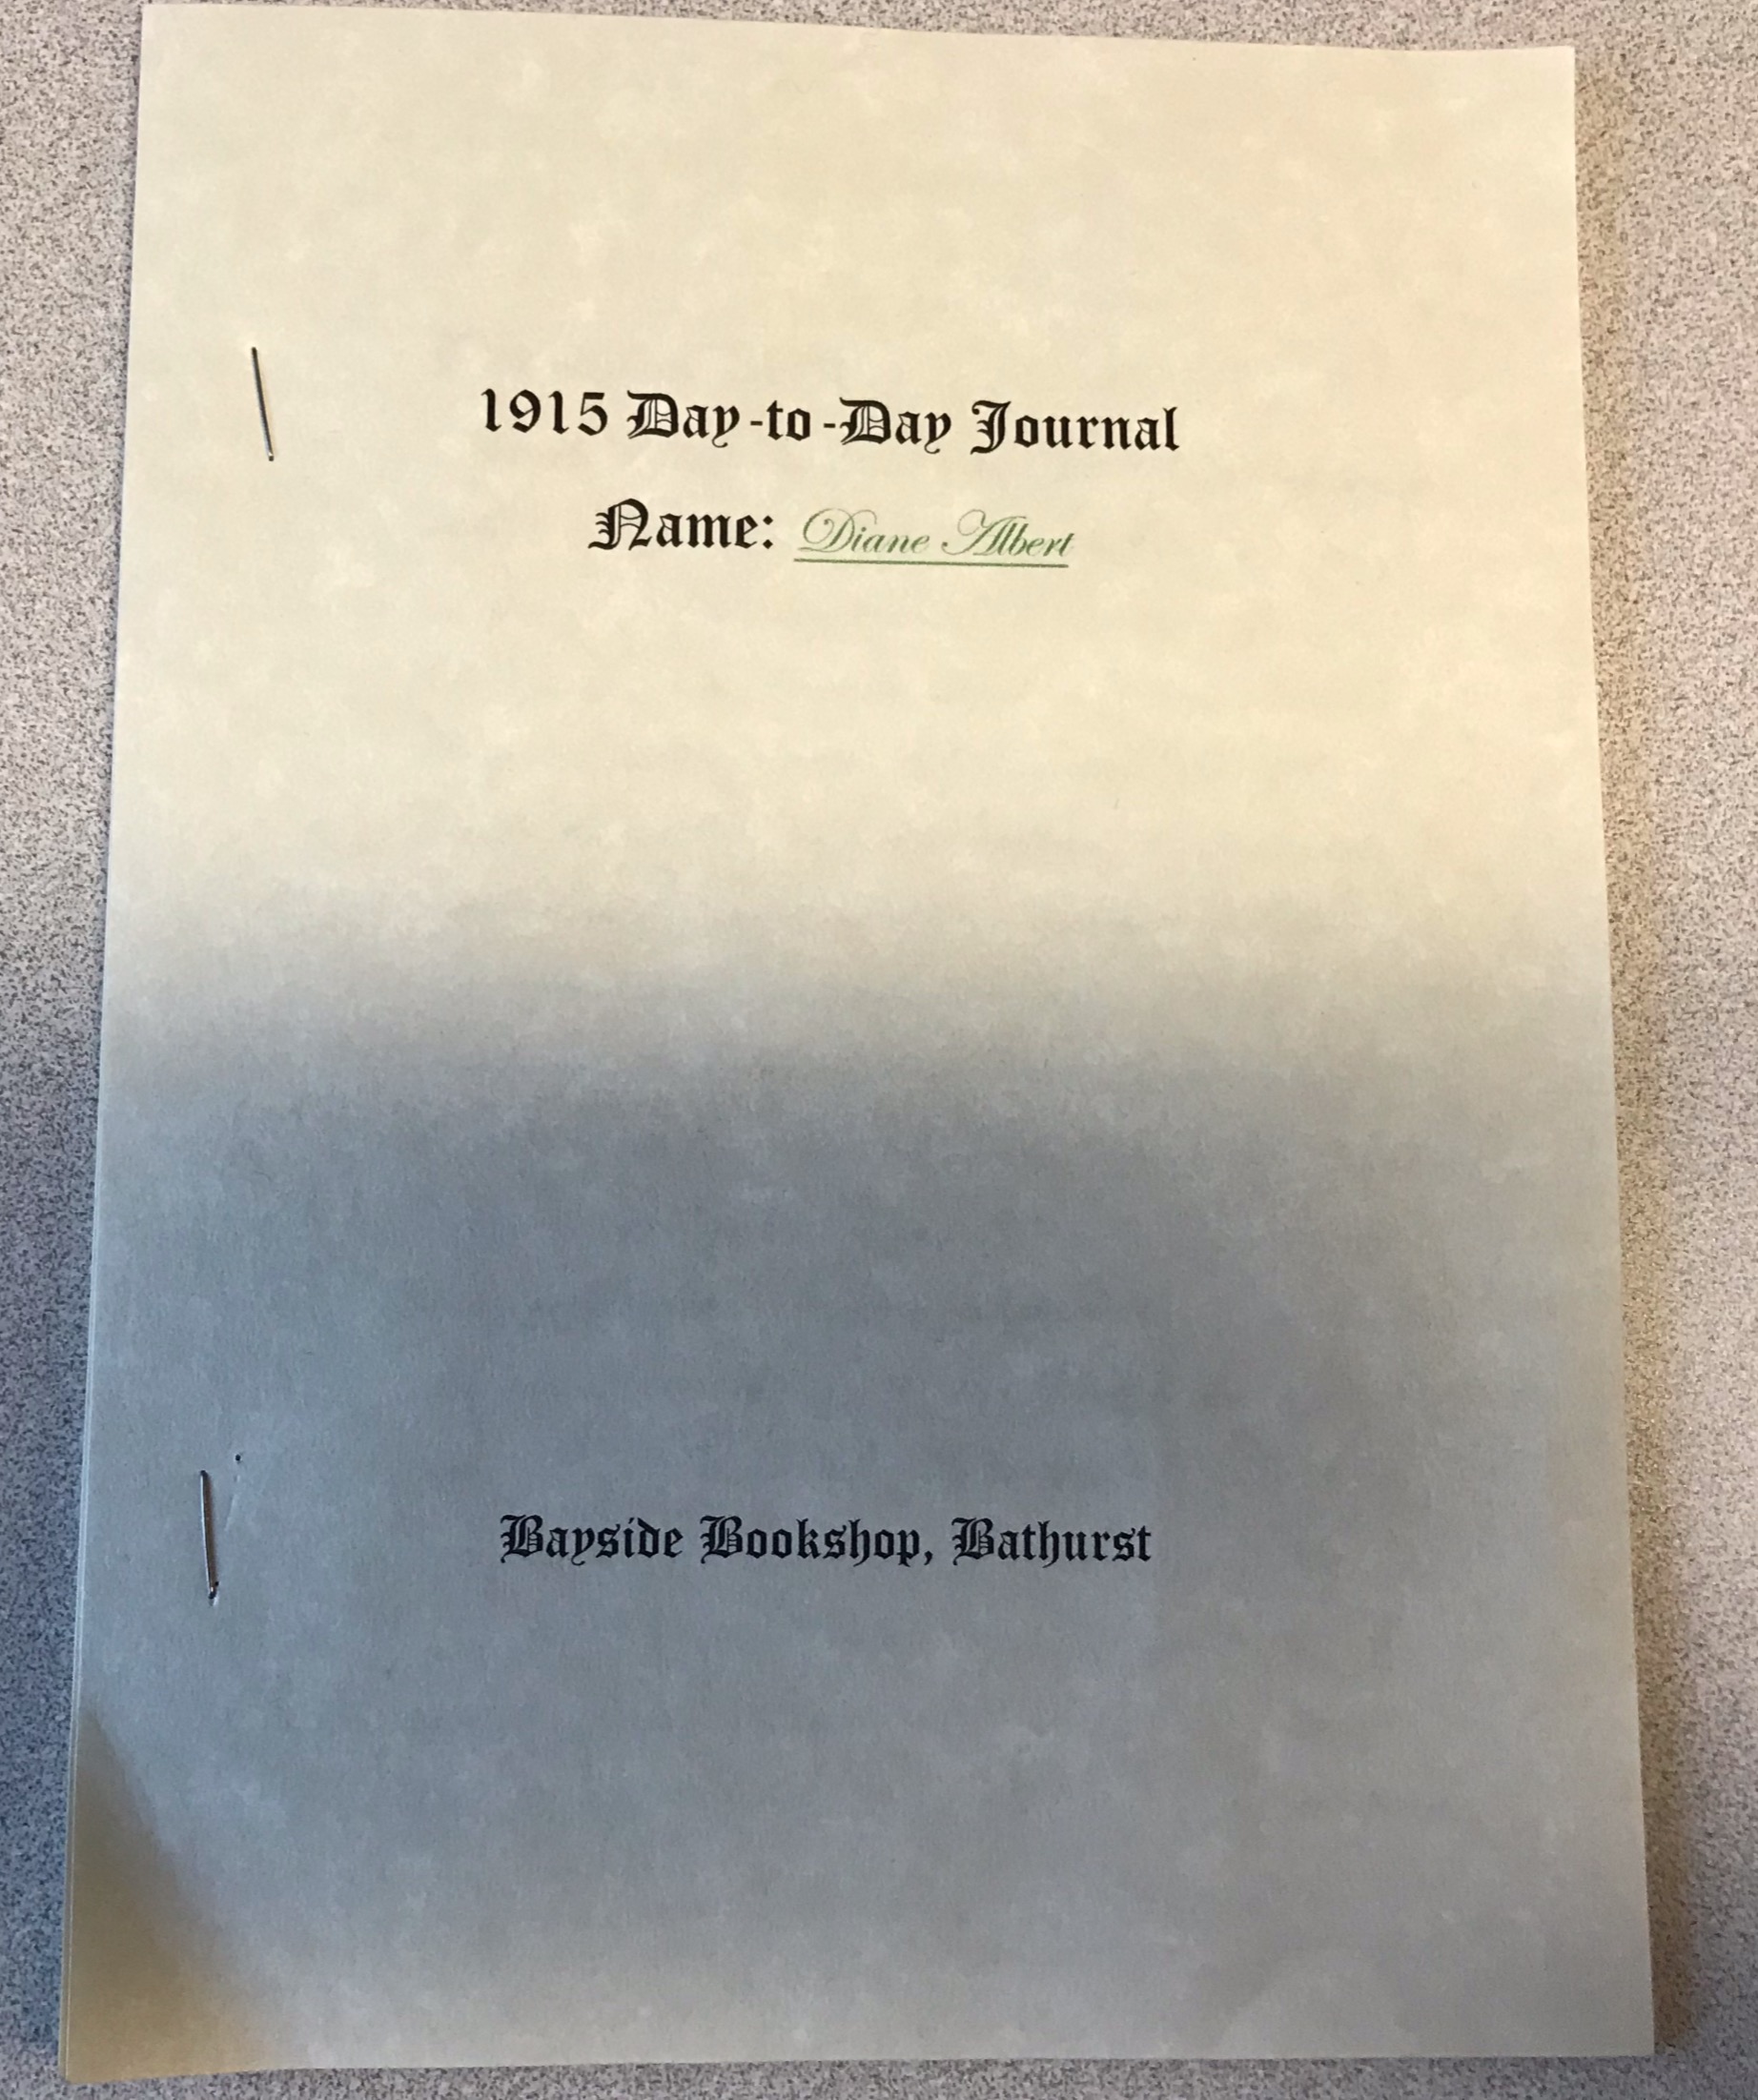 1915 Day-to-Day Journal
Name: Diane Albert
Bayside Bookshop, Bathurst